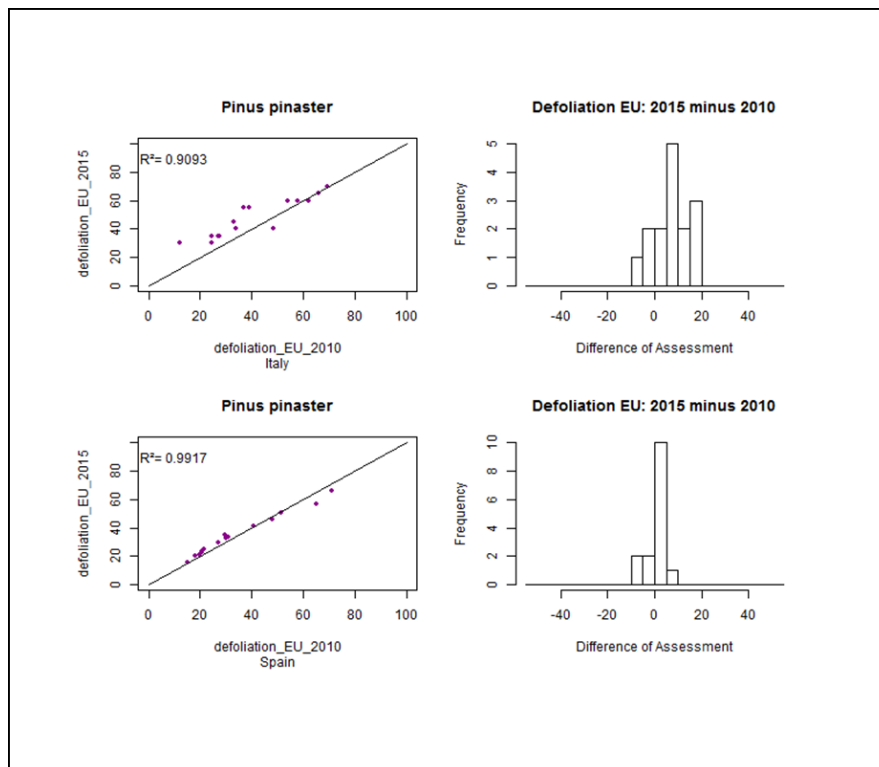 Pinus pinaster
defoliation_EU_2015
0 20 40 60 80
R²= 0.9093
0 20 40 60 80 100
defoliation_EU_2010
Italy
Defoliation EU: 2015 minus 2010
Frequency
0 1 2 3 4 5
-40 -20 0 20 40
Difference of Assessment
Pinus pinaster
defoliation_EU_2015
0 20 40 60 80
R²= 0.9917
0 20 40 60 80 100
defoliation_EU_2010
Spain
Defoliation EU: 2015 minus 2010
Frequency
0 2 4 6 8 10
-40 -20 0 20 40
Difference of Assessment